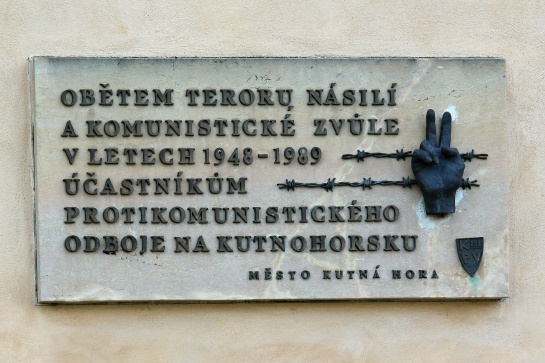 OBĚTEM TERORU NÁSILÍ
A KOMUNISTICKÉ ZVŮLE
V LETECH 1948-1989
ÚČASTNÍKŮM
PROTIKOMUNISTICKÉHO
ODBOJE NA KUTNOHORSKU
MĚSTO KUTNÁ HORA